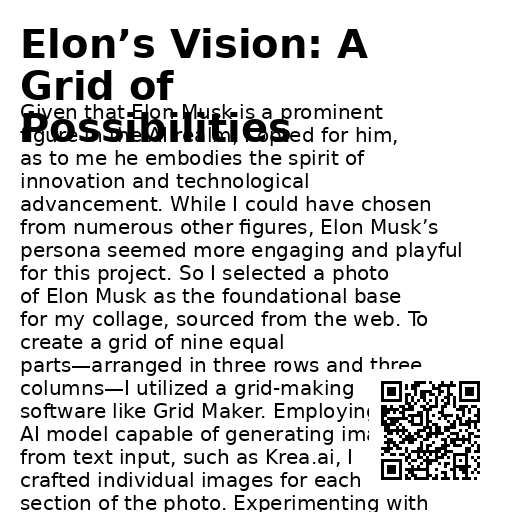 Elon’s Vision: A
Grid of
Possibilities
Given that Elon Musk is a prominent
figure in the AI realm, I opted for him,
as to me he embodies the spirit of
innovation and technological
advancement. While I could have chosen
from numerous other figures, Elon Musk’s
persona seemed more engaging and playful
for this project. So I selected a photo
of Elon Musk as the foundational base
for my collage, sourced from the web. To
create a grid of nine equal
parts—arranged in three rows and three
columns—I utilized a grid-making
software like Grid Maker. Employing
AI model capable of generating
from text input, such as Krea.ai, I
crafted individual images for each
section of the photo. Experimenting with